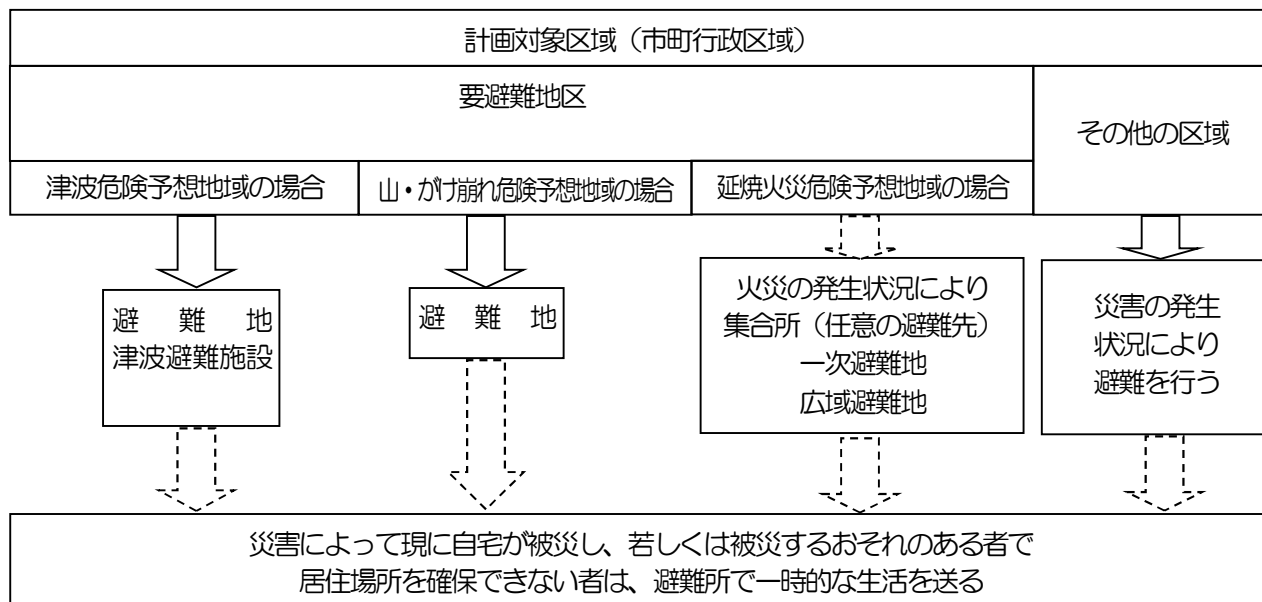 計画対象区域（市町行政区域）
要避難地区
その他の区域
津波危険予想地域の場合
山・がけ崩れ危険予想地域の場合
延焼火災危険予想地域の場合
避　難　地
津波避難施設
避　難　地
火災の発生状況により
集合所（任意の避難先）
一次避難地
広域避難地
災害の発生
状況により
避難を行う
災害によって現に自宅が被災し、若しくは被災するおそれのある者で
居住場所を確保できない者は、避難所で一時的な生活を送る